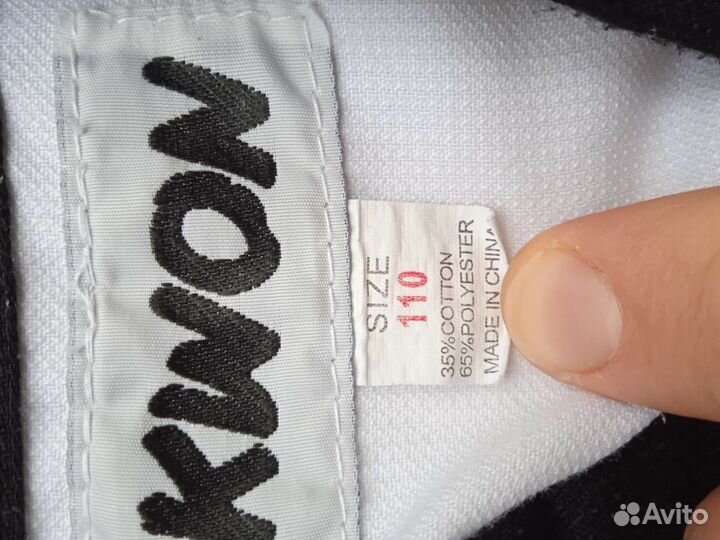 KWON
SIZE
110
35%COTTON
65%POLYESTER
MADE IN CHINA
Avito